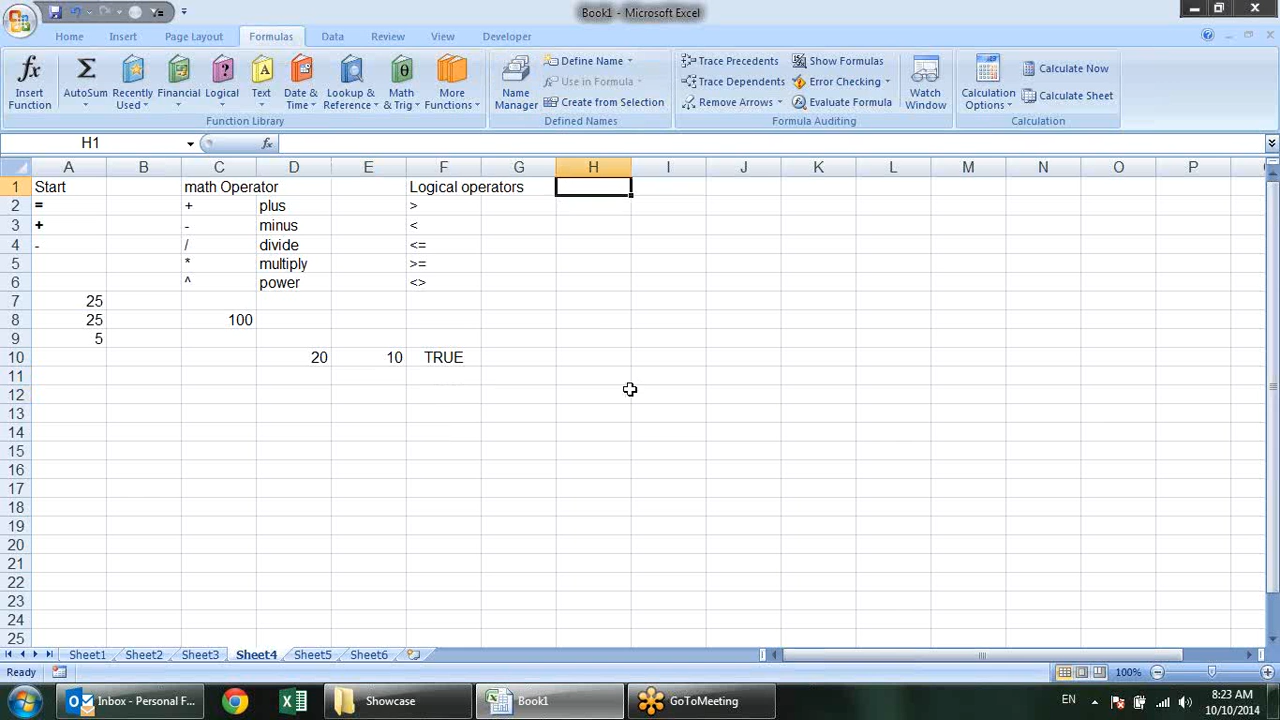 Book1 - Microsoft Excel
Home Insert Page Layout Formulas Data Review View Developer
Insert Function
AutoSum
Recently Used
Financial
Logical
Text
Date & Time
Lookup & Reference
Math & Trig
More Functions
Function Library
Name Manager
Define Name
Use in Formula
Create from Selection
Defined Names
Trace Precedents
Trace Dependents
Remove Arrows
Show Formulas
Error Checking
Evaluate Formula
Formula Auditing
Watch Window
Calculation Options
Calculate Now
Calculate Sheet
Calculation
H1 fx
A B C D E F G H I J K L M N O P
1 Start math Operator Logical operators
2 = + plus >
3 + - minus <
4 - / divide <=
5 * multiply >=
6 ^ power <>
7 25
8 25 100
9 5
10 20 10 TRUE
11
12
13
14
15
16
17
18
19
20
21
22
23
24
25
Sheet1 Sheet2 Sheet3 Sheet4 Sheet5 Sheet6
Ready 100%
Inbox - Personal F... Showcase Book1 GoToMeeting EN 8:23 AM
10/10/2014